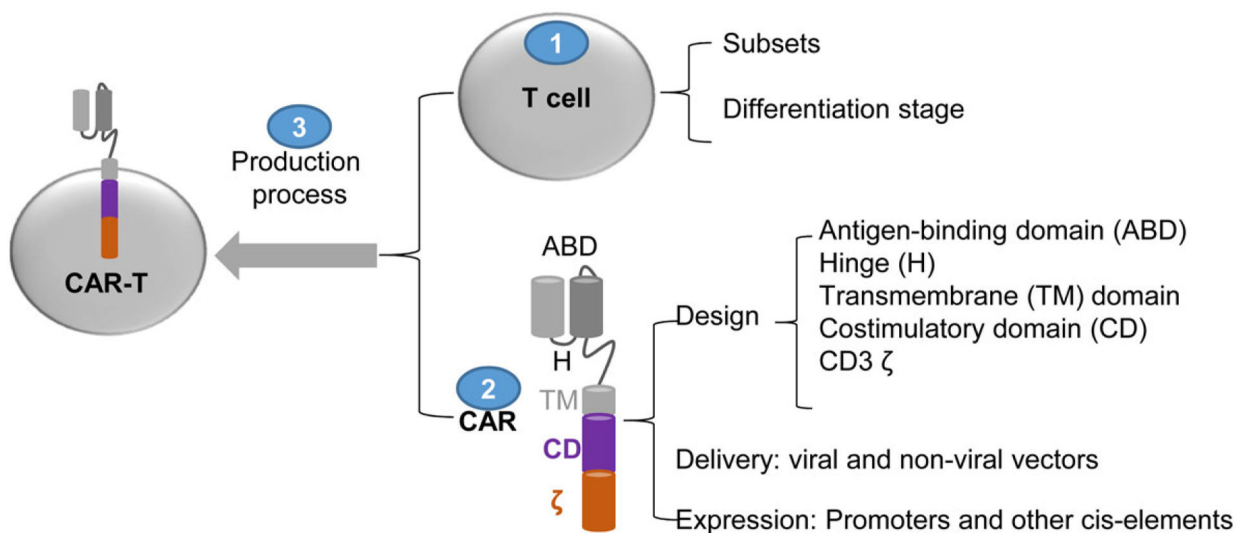 1
T cell
Subsets
Differentiation stage
3
Production
process
CAR-T
2
CAR
ABD
H
TM
CD
ζ
Design
Antigen-binding domain (ABD)
Hinge (H)
Transmembrane (TM) domain
Costimulatory domain (CD)
CD3 ζ
Delivery: viral and non-viral vectors
Expression: Promoters and other cis-elements